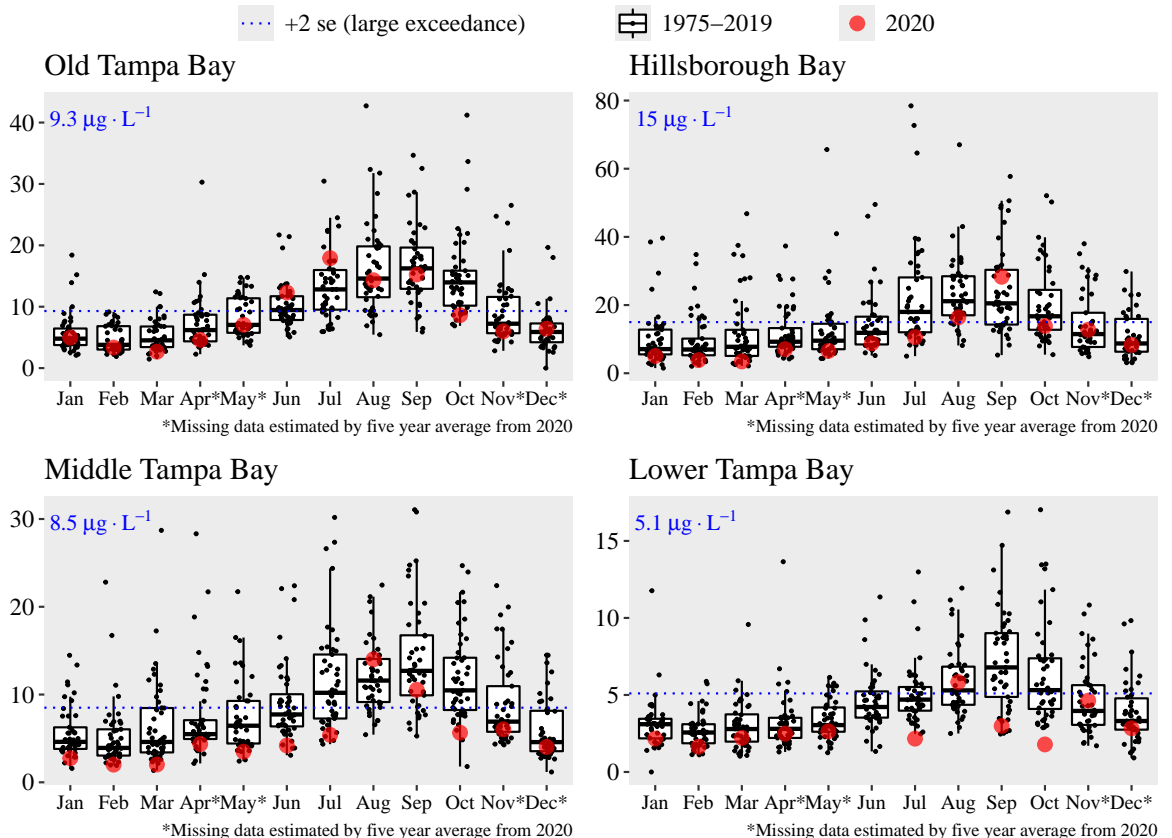 +2 se (large exceedance) 1975−2019 2020
Old Tampa Bay
9.3 μg · L−1
40
30
20
10
0
Jan Feb Mar Apr* May* Jun Jul Aug Sep Oct Nov* Dec*
*Missing data estimated by five year average from 2020
Hillsborough Bay
15 μg · L−1
80
60
40
20
0
Jan Feb Mar Apr* May* Jun Jul Aug Sep Oct Nov* Dec*
*Missing data estimated by five year average from 2020
Middle Tampa Bay
8.5 μg · L−1
30
20
10
0
Jan Feb Mar Apr* May* Jun Jul Aug Sep Oct Nov* Dec*
*Missing data estimated by five year average from 2020
Lower Tampa Bay
5.1 μg · L−1
15
10
5
0
Jan Feb Mar Apr* May* Jun Jul Aug Sep Oct Nov* Dec*
*Missing data estimated by five year average from 2020